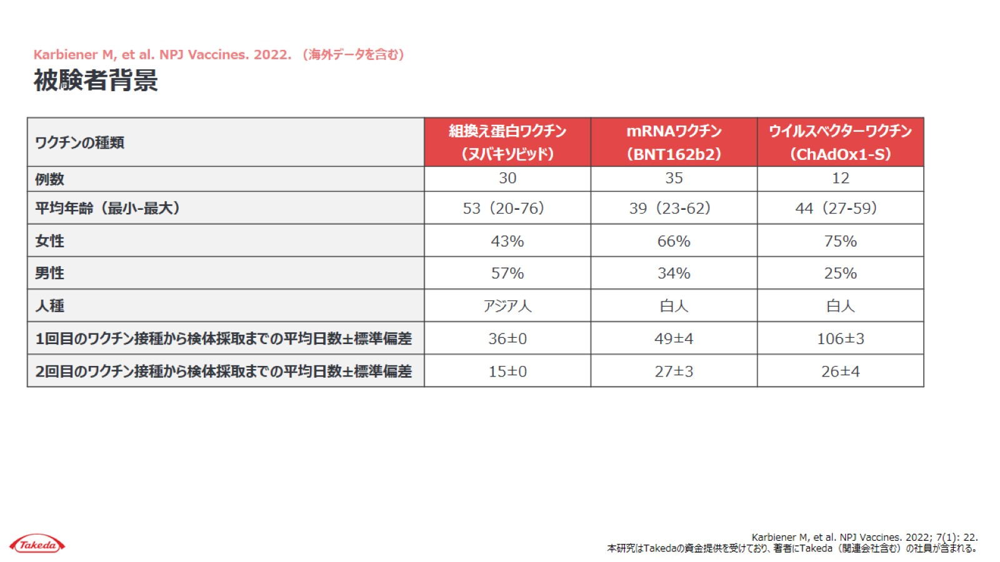 Karbiener M, et al. NPJ Vaccines. 2022. （海外データを含む）
被験者背景
ワクチンの種類
組換え蛋白ワクチン
（ヌバキソビッド）
mRNAワクチン
（BNT162b2）
ウイルスベクターワクチン
（ChAdOx1-S）
例数 30 35 12
平均年齢（最小-最大） 53（20-76） 39（23-62） 44（27-59）
女性 43% 66% 75%
男性 57% 34% 25%
人種 アジア人 白人 白人
1回目のワクチン接種から検体採取までの平均日数±標準偏差 36±0 49±4 106±3
2回目のワクチン接種から検体採取までの平均日数±標準偏差 15±0 27±3 26±4
Takeda
Karbiener M, et al. NPJ Vaccines. 2022; 7(1): 22.
本研究はTakedaの資金提供を受けており、著者にTakeda（関連会社含む）の社員が含まれる。